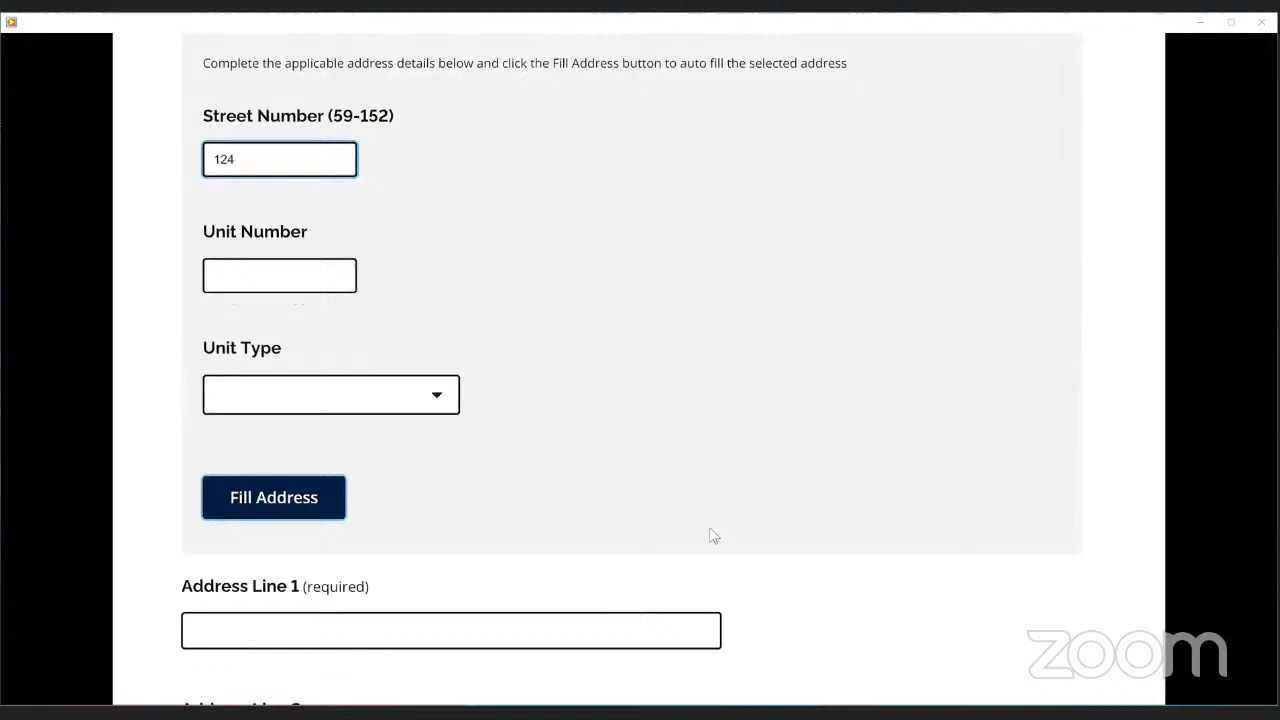 Complete the applicable address details below and click the Fill Address button to auto fill the selected address
Street Number (59-152)
124
Unit Number
Unit Type
Fill Address
Address Line 1 (required)
zoom